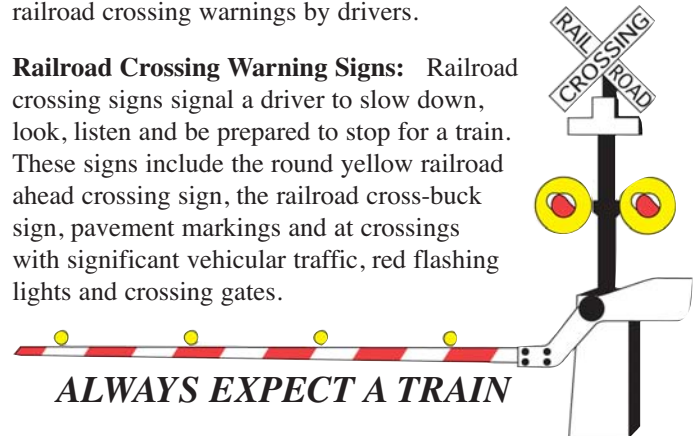 railroad crossing warnings by drivers.
Railroad Crossing Warning Signs: Railroad
crossing signs signal a driver to slow down,
look, listen and be prepared to stop for a train.
These signs include the round yellow railroad
ahead crossing sign, the railroad cross-buck
sign, pavement markings and at crossings
with significant vehicular traffic, red flashing
lights and crossing gates.
RAIL ROAD
CROSSING
ALWAYS EXPECT A TRAIN